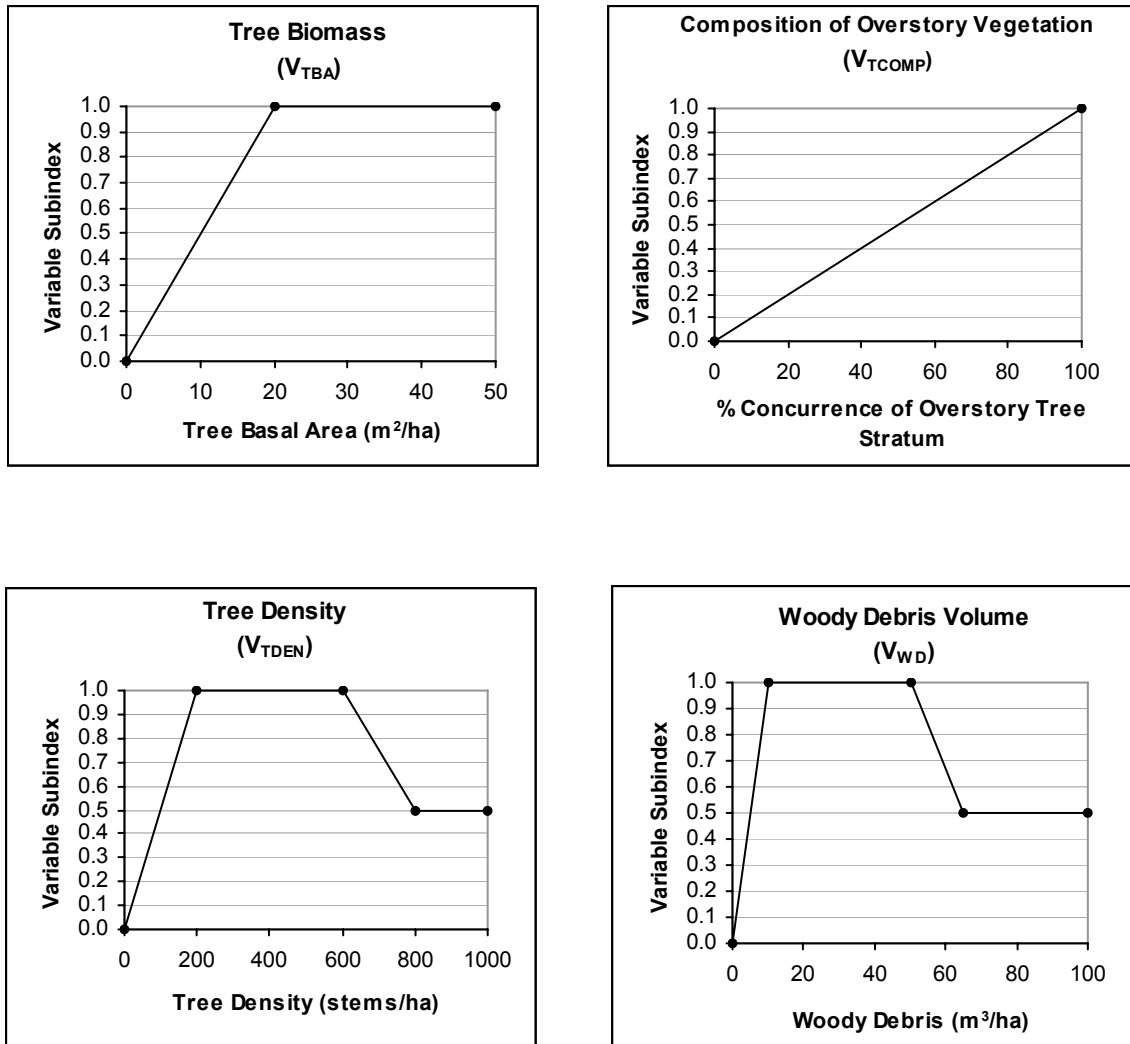 Tree Biomass
(VTBA)
1.0
0.9
0.8
0.7
0.6
0.5
0.4
0.3
0.2
0.1
0.0
Variable Subindex
0 10 20 30 40 50
Tree Basal Area (m²/ha)
Composition of Overstory Vegetation
(VTCOMP)
1.0
0.9
0.8
0.7
0.6
0.5
0.4
0.3
0.2
0.1
0.0
Variable Subindex
0 20 40 60 80 100
% Concurrence of Overstory Tree
Stratum
Tree Density
(VTDEN)
1.0
0.9
0.8
0.7
0.6
0.5
0.4
0.3
0.2
0.1
0.0
Variable Subindex
0 200 400 600 800 1000
Tree Density (stems/ha)
Woody Debris Volume
(VWD)
1.0
0.9
0.8
0.7
0.6
0.5
0.4
0.3
0.2
0.1
0.0
Variable Subindex
0 20 40 60 80 100
Woody Debris (m³/ha)